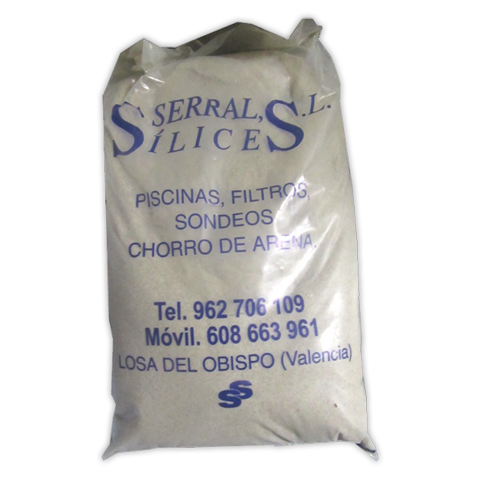 SERRAL, S.L.
SÍLICES
PISCINAS, FILTROS,
SONDEOS
CHORRO DE ARENA.
Tel. 962 706 109
Móvil. 608 663 961
LOSA DEL OBISPO (Valencia)
SS